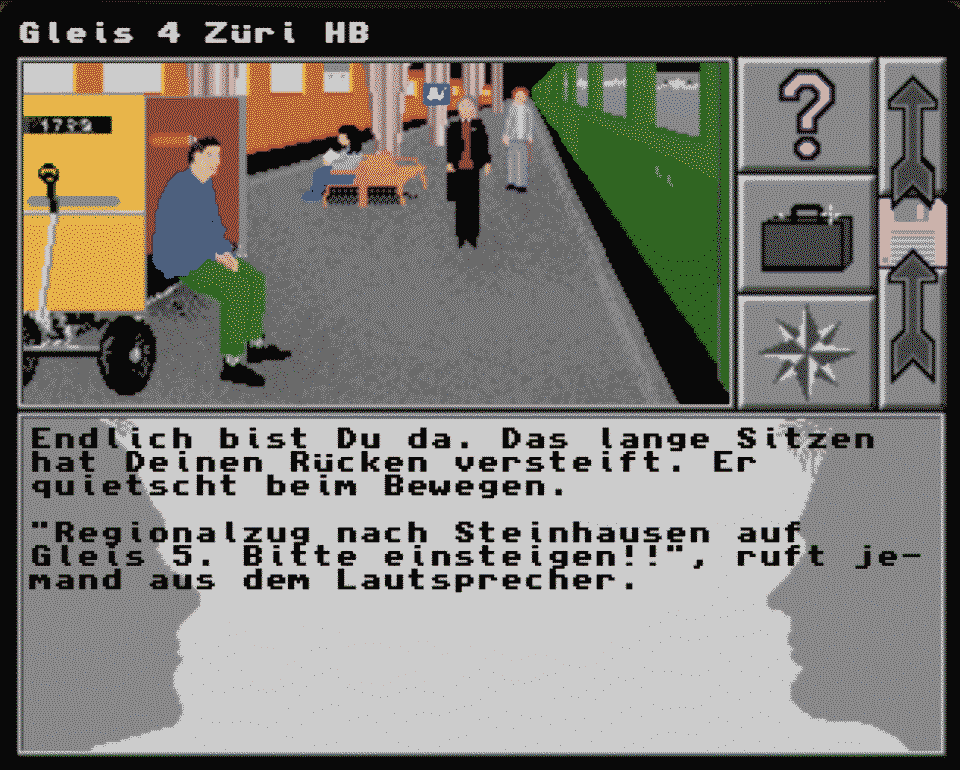 Gleis 4 Züri HB
Endlich bist Du da. Das lange Sitzen
hat Deinen Rücken versteift. Er
quietscht beim Bewegen.
"Regionalzug nach Steinhausen auf
Gleis 5. Bitte einsteigen!!", ruft je-
mand aus dem Lautsprecher.